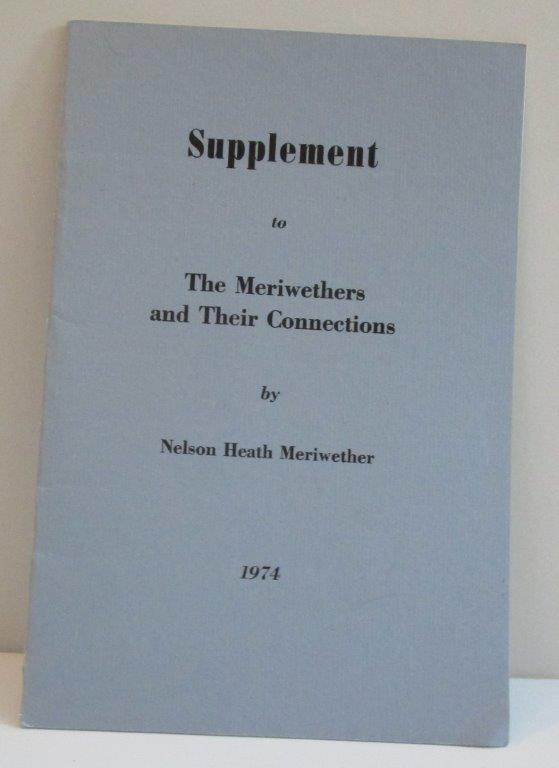 Supplement
to
The Meriwethers
and Their Connections
by
Nelson Heath Meriwether
1974